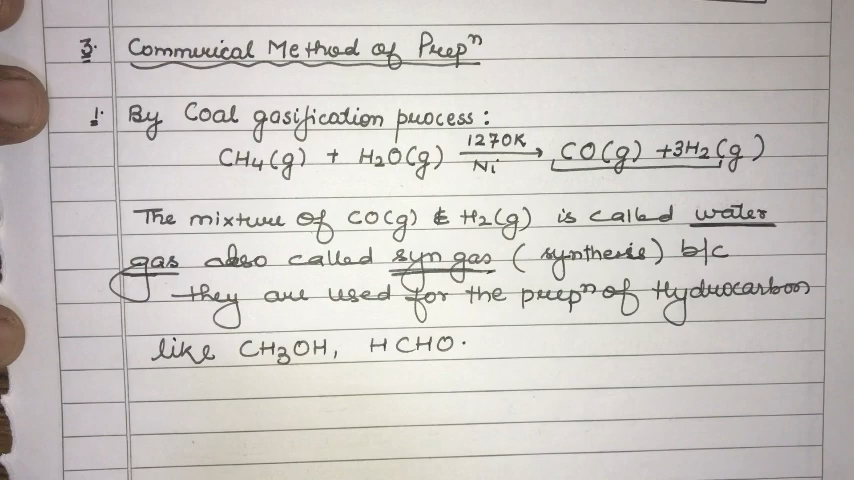 3. Commerical Method of Prepn
1. By Coal gasification process:
1270K
CH4(g) + H2O(g) → CO(g) +3H2(g)
Ni
The mixture of CO(g) & H2(g) is called water
gas also called syn gas (synthesis) b/c
they are used for the prepn of Hydrocarbon
like CH3OH, HCHO.